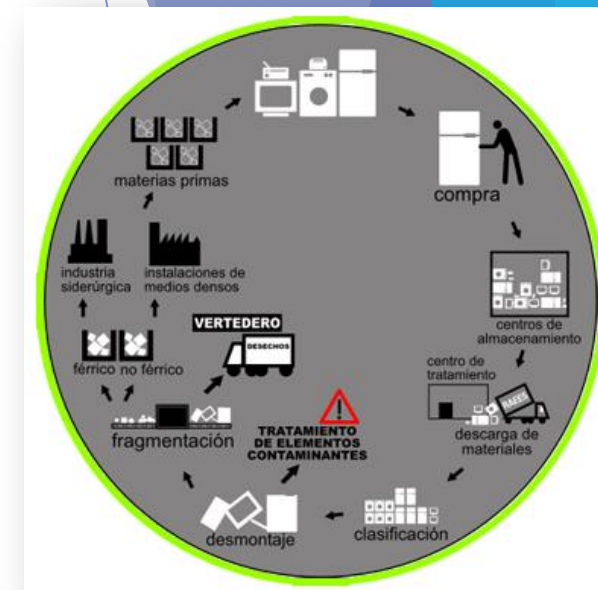 compra
centros de
almacenamiento
centro de
tratamiento
RAEES
descarga de
materiales
clasificación
desmontaje
TRATAMIENTO
DE ELEMENTOS
CONTAMINANTES
fragmentación
VERTEDERO
DESECHOS
férrico
no férrico
industria
siderúrgica
instalaciones de
medios densos
materias primas